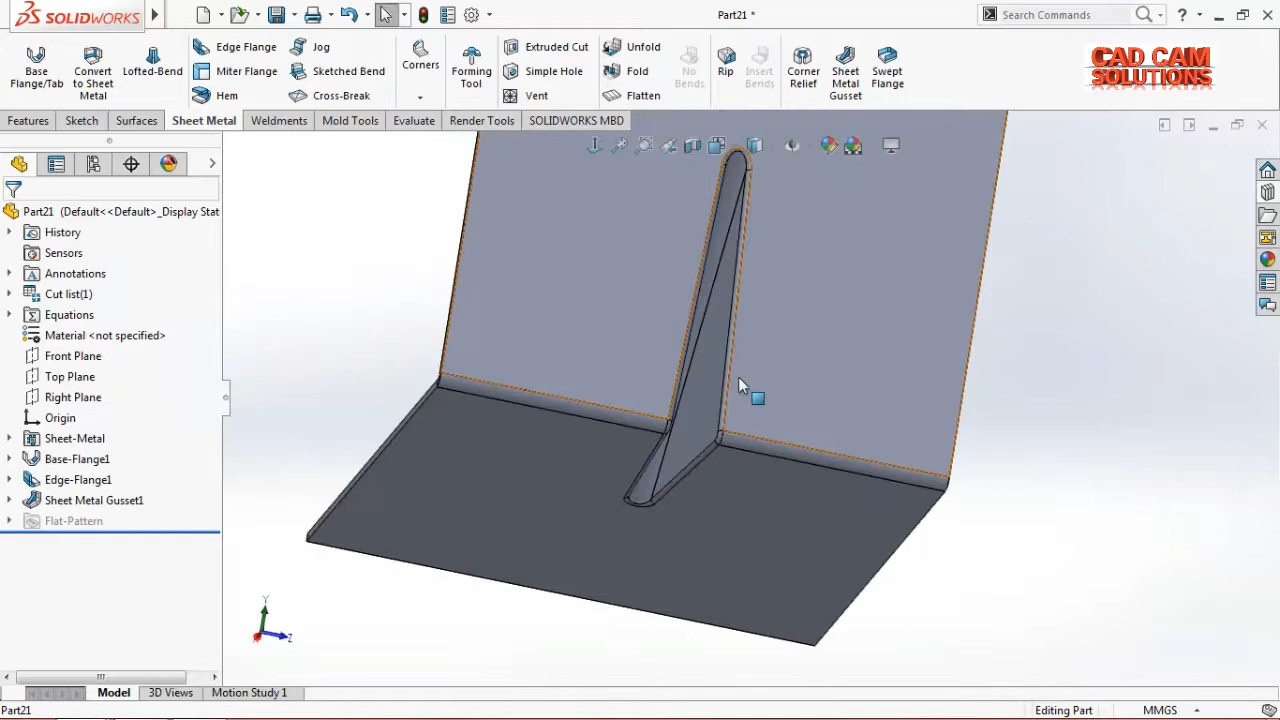 SOLIDWORKS
Part21 *
Search Commands
?
Base Flange/Tab
Convert to Sheet Metal
Lofted-Bend
Edge Flange
Miter Flange
Hem
Jog
Sketched Bend
Cross-Break
Corners
Forming Tool
Extruded Cut
Simple Hole
Vent
Unfold
Fold
Flatten
No Bends
Rip
Insert Bends
Corner Relief
Sheet Metal Gusset
Swept Flange
CAD CAM
SOLUTIONS
Features
Sketch
Surfaces
Sheet Metal
Weldments
Mold Tools
Evaluate
Render Tools
SOLIDWORKS MBD
Part21 (Default<<Default>_Display Stat
History
Sensors
Annotations
Cut list(1)
Equations
Material <not specified>
Front Plane
Top Plane
Right Plane
Origin
Sheet-Metal
Base-Flange1
Edge-Flange1
Sheet Metal Gusset1
Flat-Pattern
Y
Z
Model
3D Views
Motion Study 1
Part21
Editing Part
MMGS